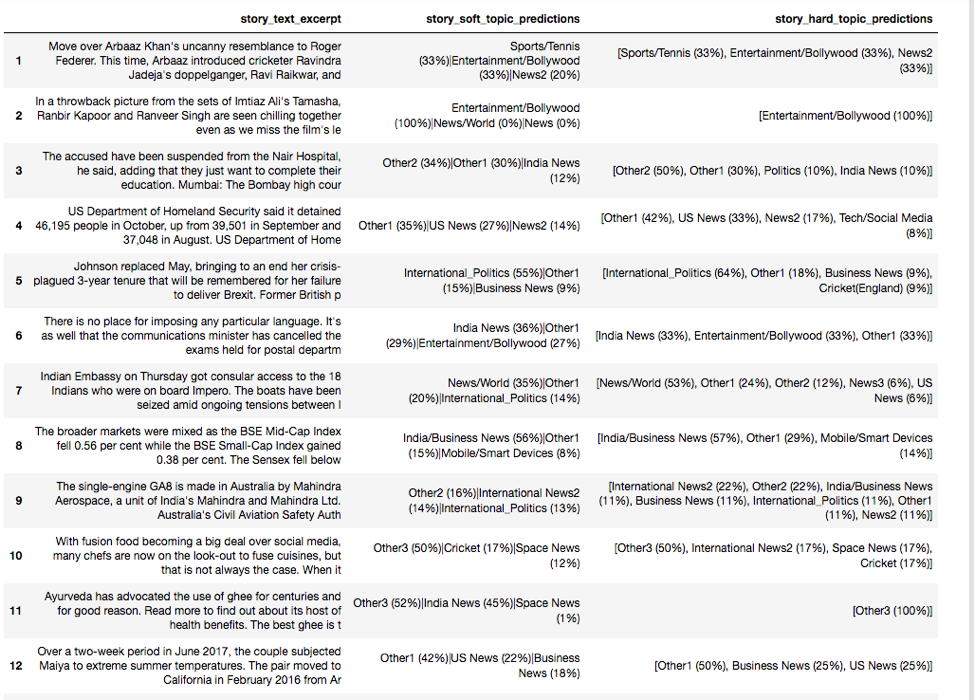 story_text_excerpt story_soft_topic_predictions story_hard_topic_predictions
1
Move over Arbaaz Khan's uncanny resemblance to Roger
Federer. This time, Arbaaz introduced cricketer Ravindra
Jadeja's doppelganger, Ravi Raikwar, and
Sports/Tennis
(33%)|Entertainment/Bollywood
(33%)|News2 (20%)
[Sports/Tennis (33%), Entertainment/Bollywood (33%), News2
(33%)]
2
In a throwback picture from the sets of Imtiaz Ali's Tamasha,
Ranbir Kapoor and Ranveer Singh are seen chilling together
even as we miss the film's le
Entertainment/Bollywood
(100%)|News/World (0%)|News (0%)
[Entertainment/Bollywood (100%)]
3
The accused have been suspended from the Nair Hospital,
he said, adding that they just want to complete their
education. Mumbai: The Bombay high cour
Other2 (34%)|Other1 (30%)|India News
(12%)
[Other2 (50%), Other1 (30%), Politics (10%), India News (10%)]
4
US Department of Homeland Security said it detained
46,195 people in October, up from 39,501 in September and
37,048 in August. US Department of Home
Other1 (35%)|US News (27%)|News2 (14%)
[Other1 (42%), US News (33%), News2 (17%), Tech/Social Media
(8%)]
5
Johnson replaced May, bringing to an end her crisis-
plagued 3-year tenure that will be remembered for her failure
to deliver Brexit. Former British p
International_Politics (55%)|Other1
(15%)|Business News (9%)
[International_Politics (64%), Other1 (18%), Business News (9%),
Cricket(England) (9%)]
6
There is no place for imposing any particular language. It's
as well that the communications minister has cancelled the
exams held for postal departm
India News (36%)|Other1
(29%)|Entertainment/Bollywood (27%)
[India News (33%), Entertainment/Bollywood (33%), Other1 (33%)]
7
Indian Embassy on Thursday got consular access to the 18
Indians who were on board Impero. The boats have been
seized amid ongoing tensions between I
News/World (35%)|Other1
(20%)|International_Politics (14%)
[News/World (53%), Other1 (24%), Other2 (12%), News3 (6%), US
News (6%)]
8
The broader markets were mixed as the BSE Mid-Cap Index
fell 0.56 per cent while the BSE Small-Cap Index gained
0.38 per cent. The Sensex fell below
India/Business News (56%)|Other1
(15%)|Mobile/Smart Devices (8%)
[India/Business News (57%), Other1 (29%), Mobile/Smart Devices
(14%)]
9
The single-engine GA8 is made in Australia by Mahindra
Aerospace, a unit of India's Mahindra and Mahindra Ltd.
Australia's Civil Aviation Safety Auth
Other2 (16%)|International News2
(14%)|International_Politics (13%)
[International News2 (22%), Other2 (22%), India/Business News
(11%), Business News (11%), International_Politics (11%), Other1
(11%), News2 (11%)]
10
With fusion food becoming a big deal over social media,
many chefs are now on the look-out to fuse cuisines, but
that is not always the case. When it
Other3 (50%)|Cricket (17%)|Space News
(12%)
[Other3 (50%), International News2 (17%), Space News (17%),
Cricket (17%)]
11
Ayurveda has advocated the use of ghee for centuries and
for good reason. Read more to find out about its host of
health benefits. The best ghee is t
Other3 (52%)|India News (45%)|Space News
(1%)
[Other3 (100%)]
12
Over a two-week period in June 2017, the couple subjected
Maiya to extreme summer temperatures. The pair moved to
California in February 2016 from Ar
Other1 (42%)|US News (22%)|Business
News (18%)
[Other1 (50%), Business News (25%), US News (25%)]